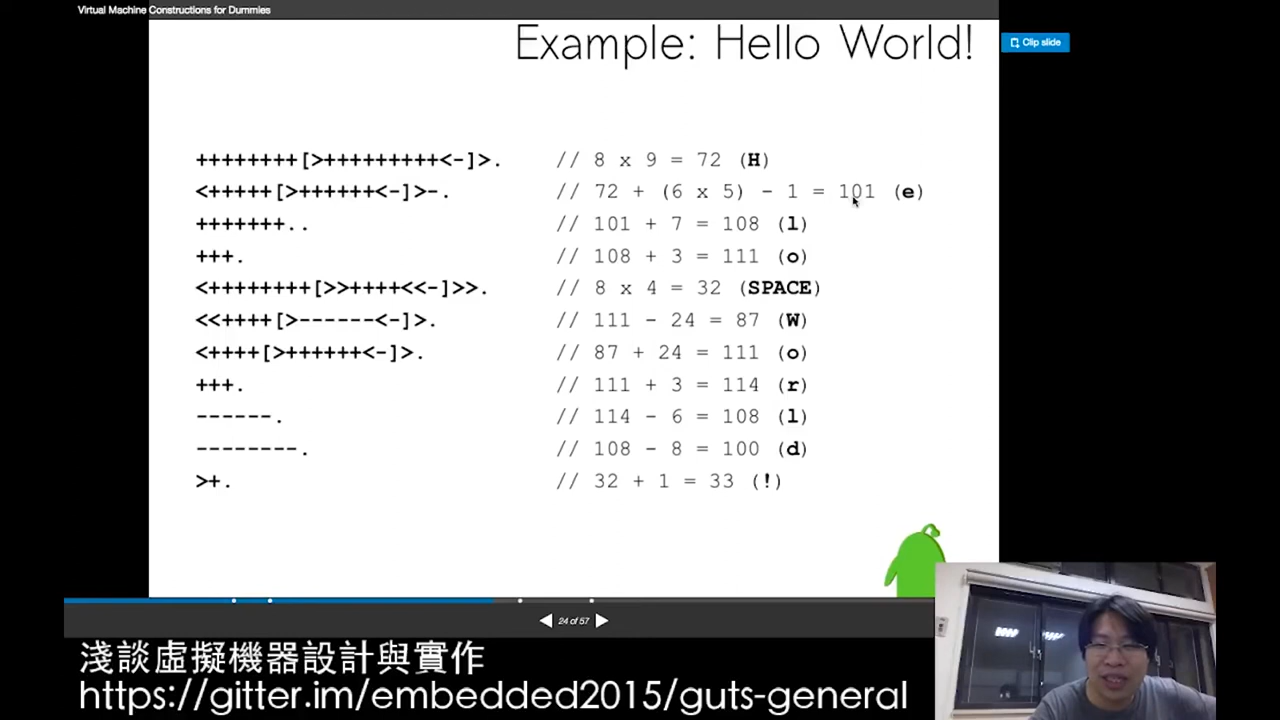 Virtual Machine Constructions for Dummies
Example: Hello World!
Clip slide
++++++++[>+++++++++<-]>. // 8 x 9 = 72 (H)
<+++++[>++++++<-]>-. // 72 + (6 x 5) - 1 = 101 (e)
+++++++.. // 101 + 7 = 108 (l)
+++. // 108 + 3 = 111 (o)
<++++++++[>>++++<<-]>>. // 8 x 4 = 32 (SPACE)
<<++++[>------<-]>. // 111 - 24 = 87 (W)
<++++[>++++++<-]>. // 87 + 24 = 111 (o)
+++. // 111 + 3 = 114 (r)
------. // 114 - 6 = 108 (l)
--------. // 108 - 8 = 100 (d)
>+. // 32 + 1 = 33 (!)
24 of 57
淺談虛擬機器設計與實作
https://gitter.im/embedded2015/guts-general